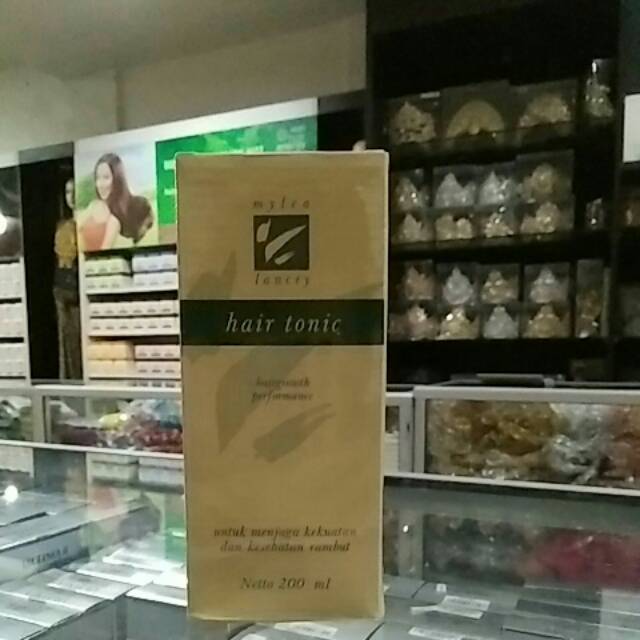 mylea
lancey
hair tonic
hairgrowth
performance
untuk menjaga kekuatan
dan kesehatan rambut
Netto 200 ml